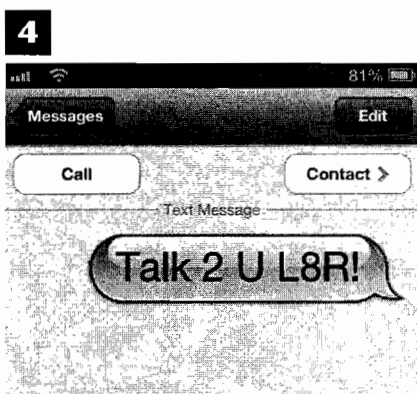 4
81%
Messages Edit
Call Contact >
Text Message
Talk 2 U L8R!